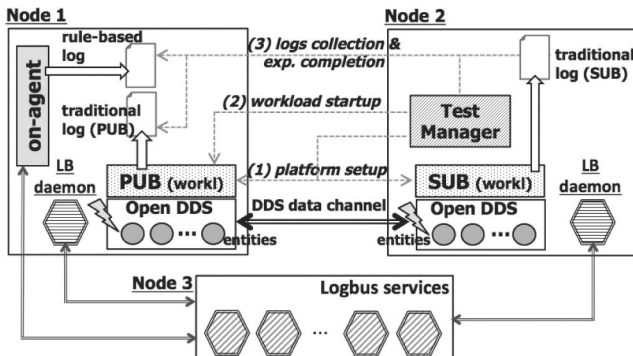 Node 1
Node 2
rule-based
log
on-agent
traditional
log (PUB)
(3) logs collection &
exp. completion
(2) workload startup
(1) platform setup
Test
Manager
traditional
log (SUB)
LB
daemon
PUB (workl)
Open DDS
...
entities
DDS data channel
SUB (workl)
Open DDS
...
entities
LB
daemon
Node 3
Logbus services
...